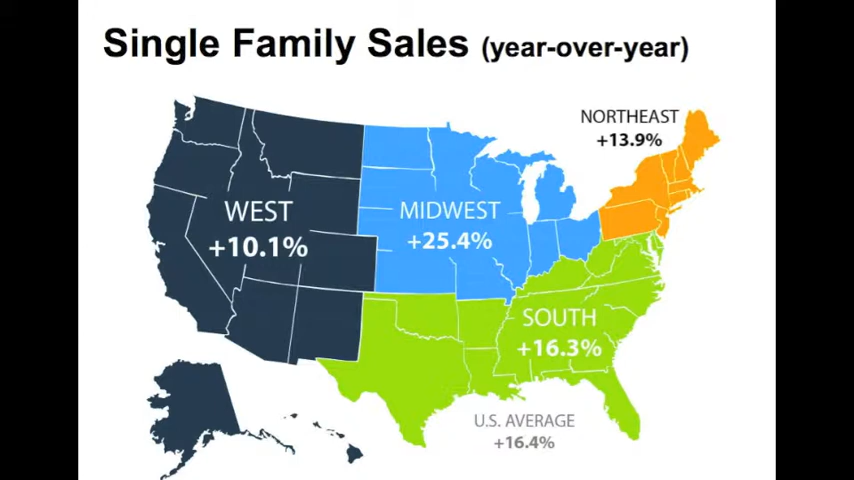 Single Family Sales (year-over-year)
NORTHEAST
+13.9%
WEST
+10.1%
MIDWEST
+25.4%
SOUTH
+16.3%
U.S. AVERAGE
+16.4%